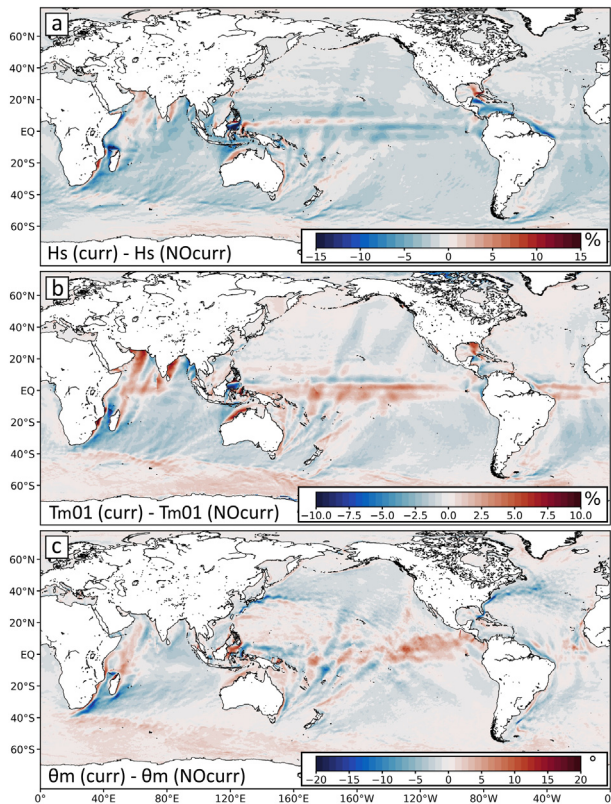 a
60°N
40°N
20°N
EQ
20°S
40°S
60°S
Hs (curr) - Hs (NOcurr)
%
−15 −10 −5 0 5 10 15
b
60°N
40°N
20°N
EQ
20°S
40°S
60°S
Tm01 (curr) - Tm01 (NOcurr)
%
−10.0 −7.5 −5.0 −2.5 0.0 2.5 5.0 7.5 10.0
c
60°N
40°N
20°N
EQ
20°S
40°S
60°S
θm (curr) - θm (NOcurr)
°
−20 −15 −10 −5 0 5 10 15 20
0° 40°E 80°E 120°E 160°E 160°W 120°W 80°W 40°W 0°